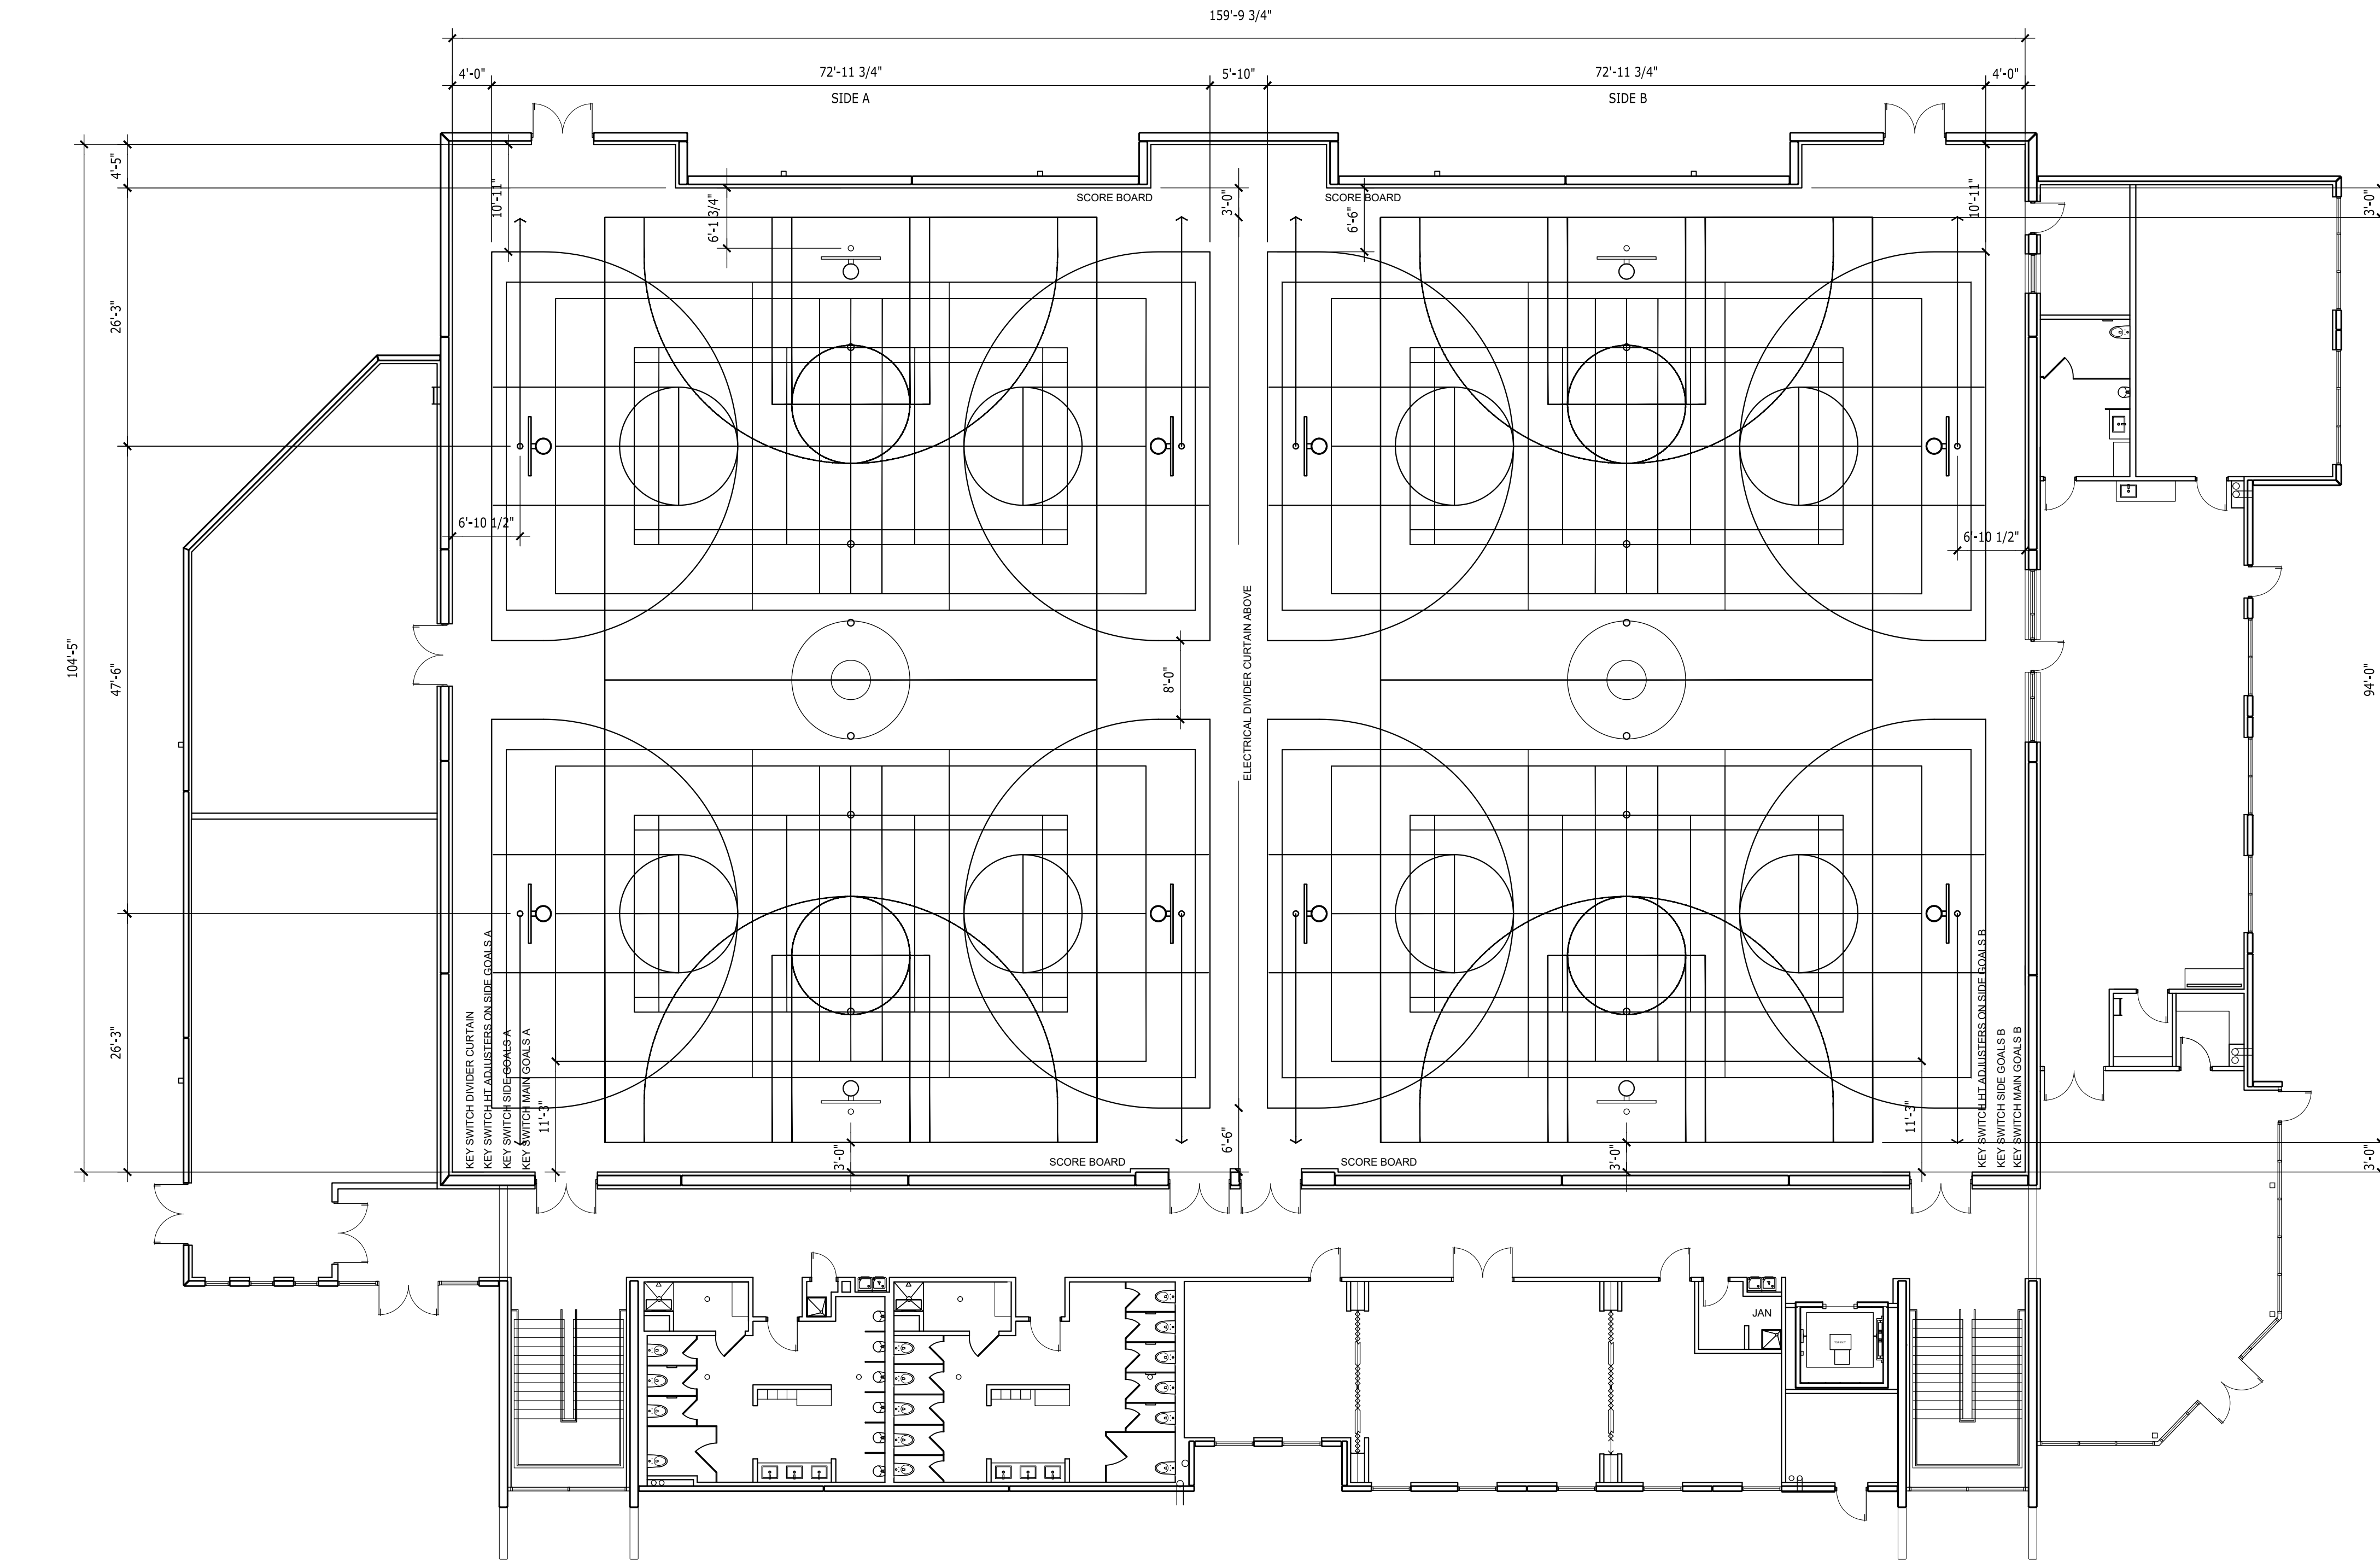 159'-9 3/4"
4'-0"
72'-11 3/4"
5'-10"
72'-11 3/4"
4'-0"
SIDE A
SIDE B
4'-5"
10'-11"
6'-1 3/4"
SCORE BOARD
3'-0"
SCORE BOARD
6'-6"
10'-11"
3'-0"
26'-3"
6'-10 1/2"
6'-10 1/2"
104'-5"
47'-6"
8'-0"
ELECTRICAL DIVIDER CURTAIN ABOVE
94'-0"
26'-3"
KEY SWITCH DIVIDER CURTAIN
KEY SWITCH HT ADJUSTERS ON SIDE GOALS A
KEY SWITCH SIDE GOALS A
KEY SWITCH MAIN GOALS A
11'-3"
3'-0"
SCORE BOARD
6'-6"
SCORE BOARD
3'-0"
11'-3"
KEY SWITCH HT ADJUSTERS ON SIDE GOALS B
KEY SWITCH SIDE GOALS B
KEY SWITCH MAIN GOALS B
3'-0"
JAN